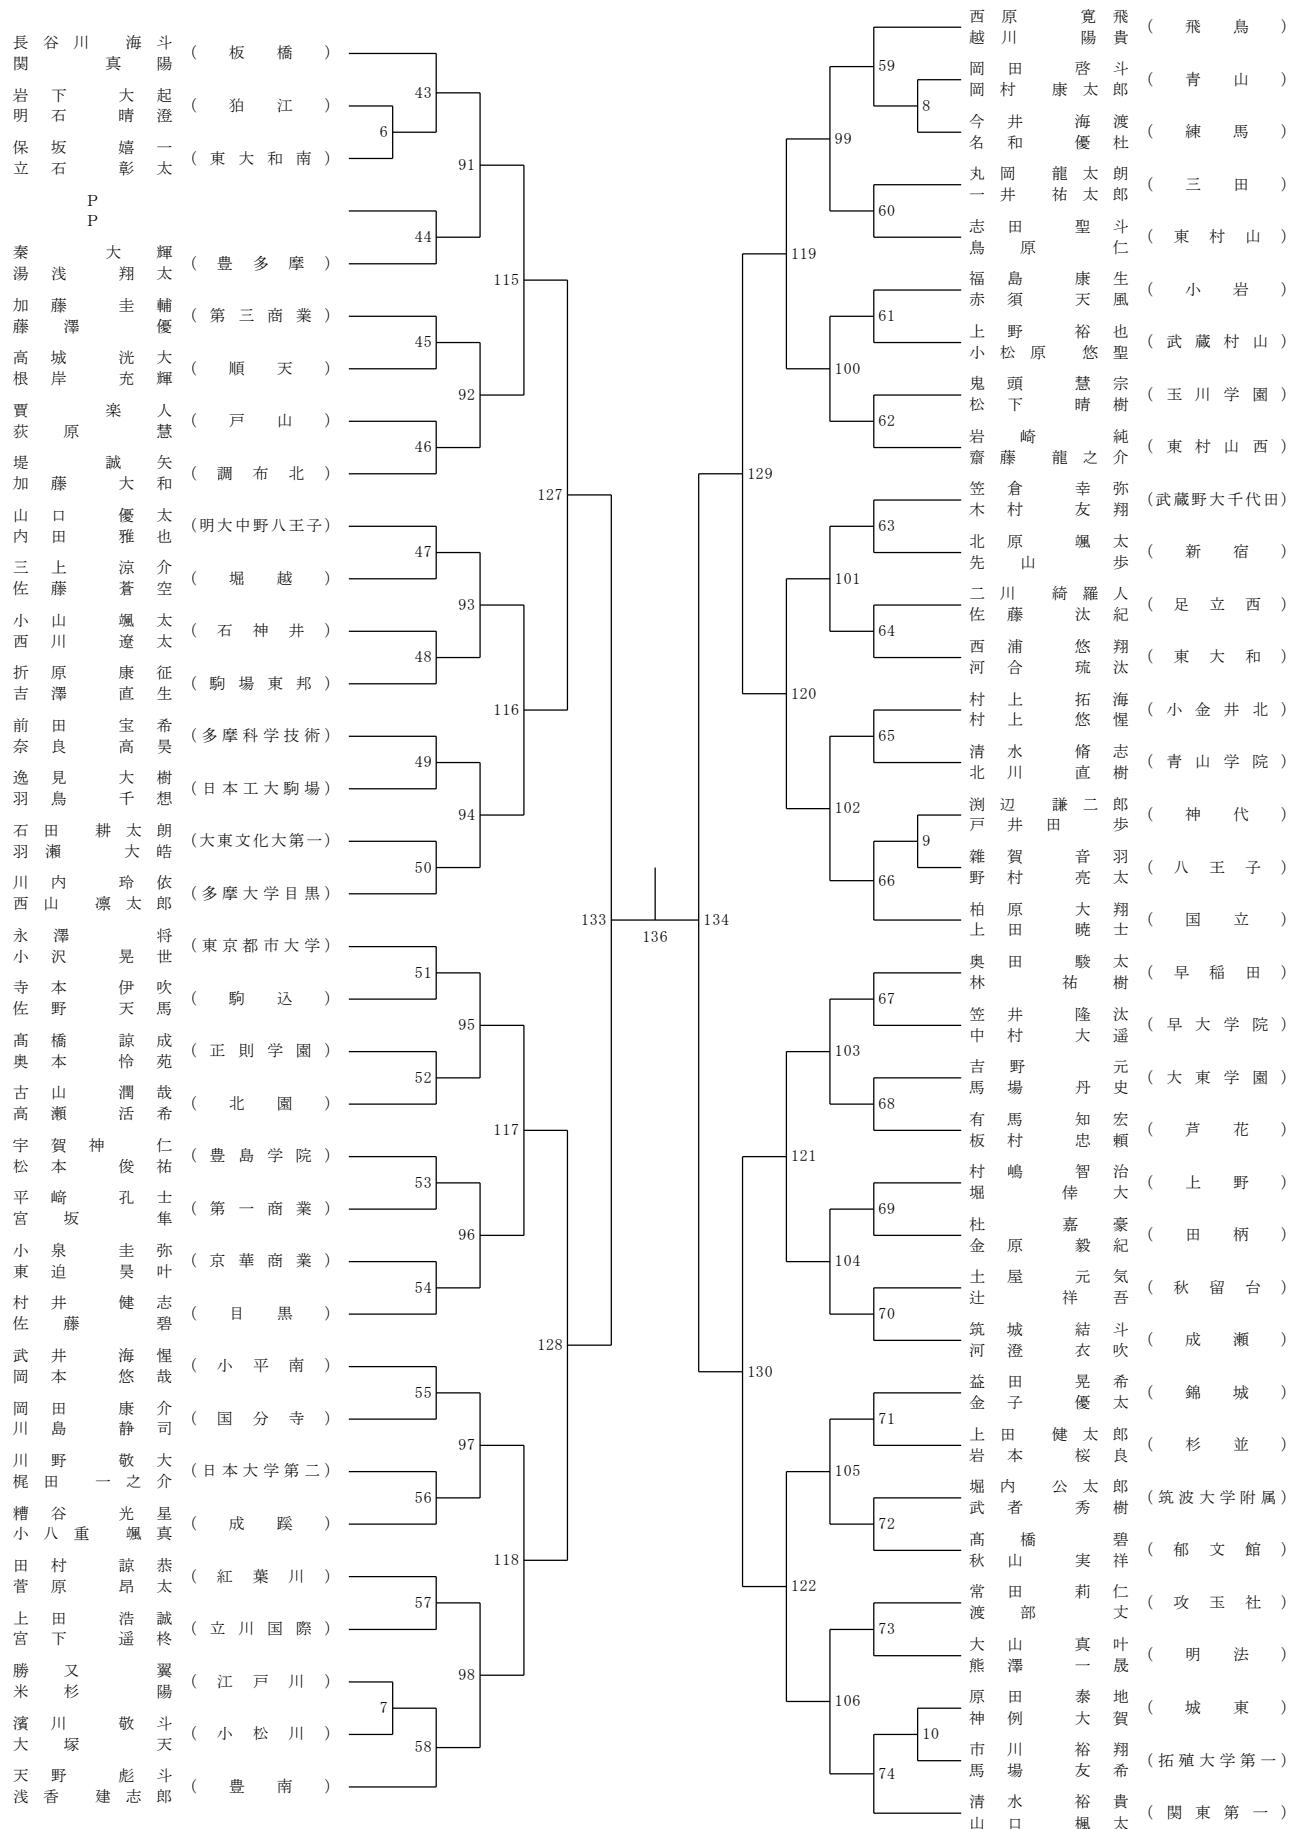 長谷川 海斗
関 真陽
(板橋)
岩下 大起
明石 晴澄
(狛江)
保坂 嬉一
立石 彰太
(東大和南)
P
P
秦 大輝
湯浅 翔太
(豊多摩)
加藤 圭輔
藤澤 優
(第三商業)
高城 洸大
根岸 充輝
(順天)
賈 楽人
荻原 慧
(戸山)
堤 誠矢
加藤 大和
(調布北)
山口 優太
内田 雅也
(明大中野八王子)
三上 涼介
佐藤 蒼空
(堀越)
小山 颯太
西川 遼太
(石神井)
折原 康征
吉澤 直生
(駒場東邦)
前田 宝希
奈良 高昊
(多摩科学技術)
逸見 大樹
羽鳥 千想
(日本工大駒場)
石田 耕太朗
羽瀬 大皓
(大東文化大第一)
川内 玲依
西山 凛太郎
(多摩大学目黒)
永澤 将
小沢 晃世
(東京都市大学)
寺本 伊吹
佐野 天馬
(駒込)
髙橋 諒成
奥本 怜苑
(正則学園)
古山 潤哉
高瀬 活希
(北園)
宇賀神 仁
松本 俊祐
(豊島学院)
平﨑 孔士
宮坂 隼
(第一商業)
小泉 圭弥
東迫 昊叶
(京華商業)
村井 健志
佐藤 碧
(目黒)
武井 海惺
岡本 悠哉
(小平南)
岡田 康介
川島 静司
(国分寺)
川野 敬大
梶田 一之介
(日本大学第二)
糟谷 光星
小八重 颯真
(成蹊)
田村 諒恭
菅原 昂太
(紅葉川)
上田 浩誠
宮下 遥柊
(立川国際)
勝又 翼
米杉 陽
(江戸川)
濱川 敬斗
大塚 天
(小松川)
天野 彪斗
浅香 建志郎
(豊南)
6
7
43
44
45
46
47
48
49
50
51
52
53
54
55
56
57
58
91
92
93
94
95
96
97
98
115
116
117
118
127
128
133
136
134
129
130
119
120
121
122
99
100
101
102
103
104
105
106
59
60
61
62
63
64
65
66
67
68
69
70
71
72
73
74
8
9
10
西原 寛飛
越川 陽貴
(飛鳥)
岡田 啓斗
岡村 康太郎
(青山)
今井 海渡
名和 優杜
(練馬)
丸岡 龍太朗
一井 祐太郎
(三田)
志田 聖斗
鳥原 仁
(東村山)
福島 康生
赤須 天風
(小岩)
上野 裕也
小松原 悠聖
(武蔵村山)
鬼頭 慧宗
松下 晴樹
(玉川学園)
岩崎 純
齋藤 龍之介
(東村山西)
笠倉 幸弥
木村 友翔
(武蔵野大千代田)
北原 颯太
先山 歩
(新宿)
二川 綺羅人
佐藤 汰紀
(足立西)
西浦 悠翔
河合 琉汰
(東大和)
村上 拓海
村上 悠惺
(小金井北)
清水 脩志
北川 直樹
(青山学院)
渕辺 謙二郎
戸井田 歩
(神代)
雑賀 音羽
野村 亮太
(八王子)
柏原 大翔
上田 暁士
(国立)
奥田 駿太
林 祐樹
(早稲田)
笠井 隆汰
中村 大遥
(早大学院)
吉野 元
馬場 丹史
(大東学園)
有馬 知宏
板村 忠頼
(芦花)
村嶋 智治
堀 倖大
(上野)
杜 嘉豪
金原 毅紀
(田柄)
土屋 元気
辻 祥吾
(秋留台)
筑城 結斗
河澄 衣吹
(成瀬)
益田 晃希
金子 優太
(錦城)
上田 健太郎
岩本 桜良
(杉並)
堀内 公太郎
武者 秀樹
(筑波大学附属)
髙橋 碧
秋山 実祥
(郁文館)
常田 莉仁
渡部 丈
(攻玉社)
大山 真叶
熊澤 一晟
(明法)
原田 泰地
神例 大賀
(城東)
市川 裕翔
馬場 友希
(拓殖大学第一)
清水 裕貴
山口 楓太
(関東第一)